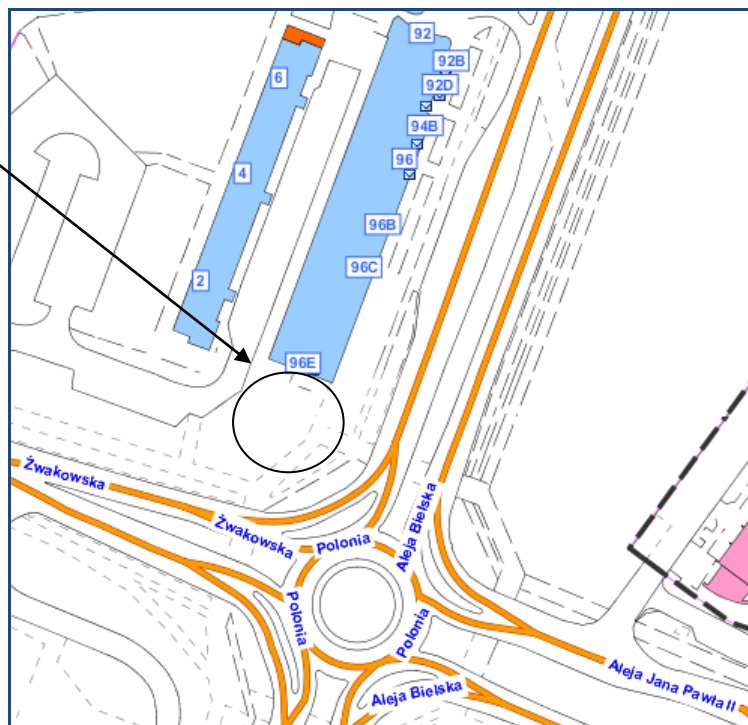 92
92B
6
92D
94B
96
4
96B
96C
2
96E
Żwakowska
Żwakowska
Polonia
Aleja Bielska
Polonia
Polonia
Aleja Jana Pawła II
Aleja Bielska